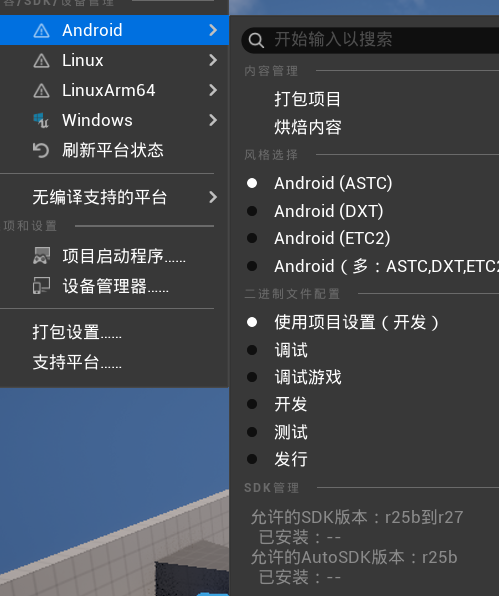 容/SDK/设备管理
Android
Linux
LinuxArm64
Windows
刷新平台状态
无编译支持的平台
项和设置
项目启动程序......
设备管理器......
打包设置......
支持平台......
开始输入以搜索
内容管理
打包项目
烘焙内容
风格选择
Android (ASTC)
Android (DXT)
Android (ETC2)
Android（多：ASTC,DXT,ETC2
二进制文件配置
使用项目设置（开发）
调试
调试游戏
开发
测试
发行
SDK管理
允许的SDK版本：r25b到r27
已安装：--
允许的AutoSDK版本：r25b
已安装：--